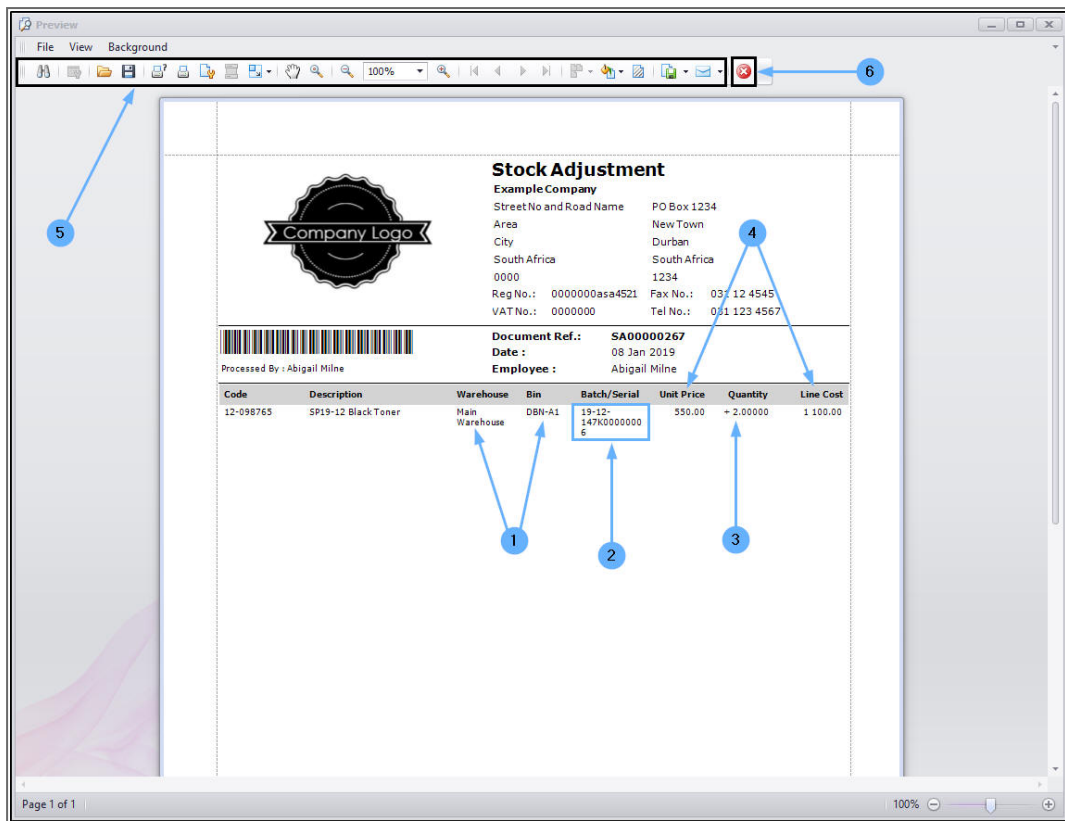 Preview
File View Background
100%
6
5
Company Logo
Stock Adjustment
Example Company
Street No and Road Name PO Box 1234
Area New Town
City Durban
South Africa South Africa
0000 1234
Reg No.: 0000000asa4521 Fax No.: 031 12 4545
VAT No.: 0000000 Tel No.: 031 123 4567
4
Document Ref.: SA00000267
Date : 08 Jan 2019
Processed By : Abigail Milne
Employee : Abigail Milne
Code Description Warehouse Bin Batch/Serial Unit Price Quantity Line Cost
12-098765 SP19-12 Black Toner Main DBN-A1 19-12- 550.00 + 2.00000 1 100.00
Warehouse 147K0000000
6
1
2
3
Page 1 of 1 100%